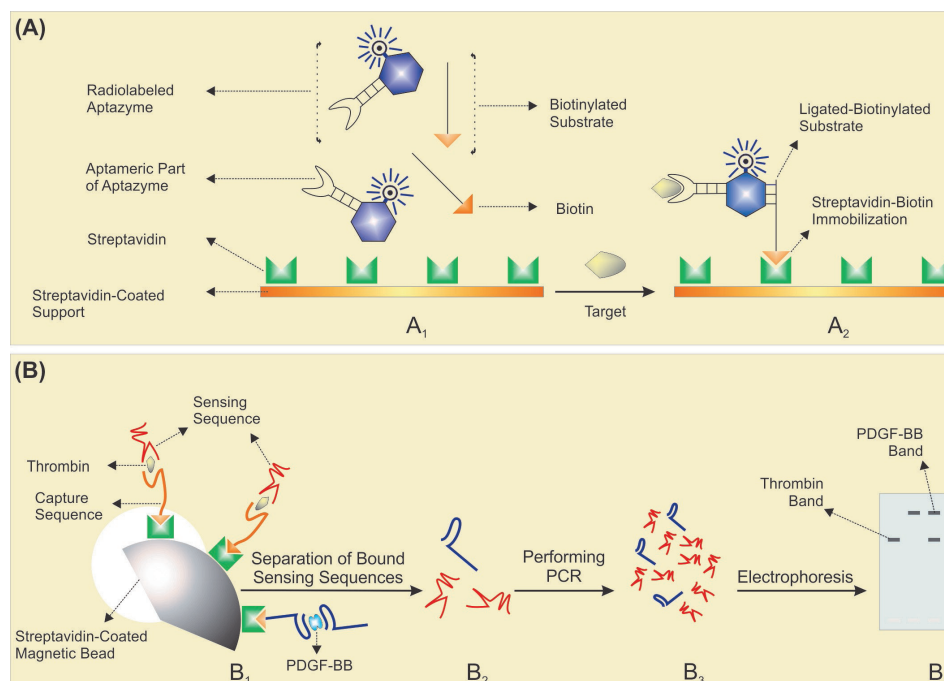 (A)
Radiolabeled
Aptazyme
Biotinylated
Substrate
Ligated-Biotinylated
Substrate
Aptameric Part
of Aptazyme
Biotin
Streptavidin-Biotin
Immobilization
Streptavidin
Streptavidin-Coated
Support
Target
A1
A2
(B)
Sensing
Sequence
Thrombin
Capture
Sequence
PDGF-BB
Band
Thrombin
Band
Separation of Bound
Sensing Sequences
Performing
PCR
Electrophoresis
Streptavidin-Coated
Magnetic Bead
PDGF-BB
B1
B2
B3
B